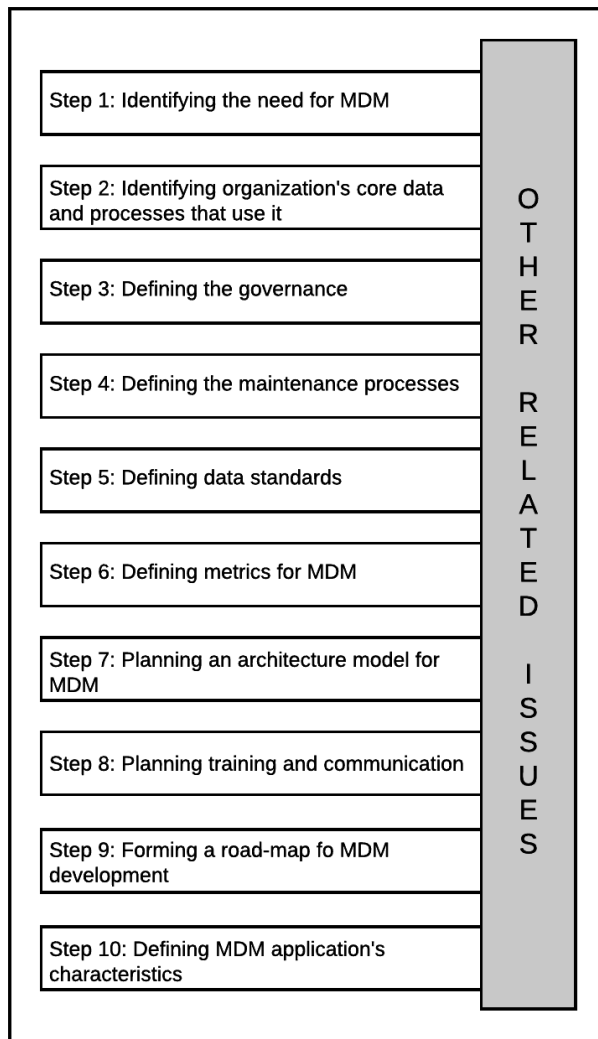 Step 1: Identifying the need for MDM
Step 2: Identifying organization's core data
and processes that use it
Step 3: Defining the governance
Step 4: Defining the maintenance processes
Step 5: Defining data standards
Step 6: Defining metrics for MDM
Step 7: Planning an architecture model for
MDM
Step 8: Planning training and communication
Step 9: Forming a road-map fo MDM
development
Step 10: Defining MDM application's
characteristics
OTHER RELATED ISSUES